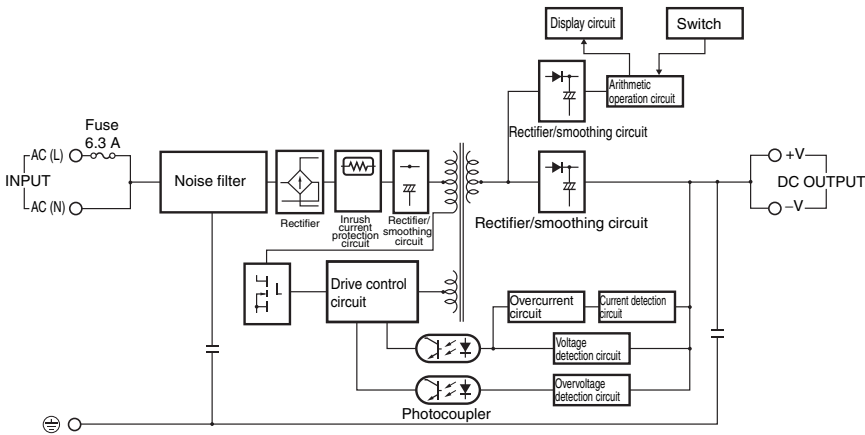 Display circuit
Switch
Arithmetic
operation circuit
Rectifier/smoothing circuit
Fuse
6.3 A
AC (L)
INPUT
AC (N)
Noise filter
Rectifier
Inrush
current
protection
circuit
Rectifier/
smoothing
circuit
Rectifier/smoothing circuit
+V
DC OUTPUT
–V
Drive control
circuit
Overcurrent
circuit
Current detection
circuit
Voltage
detection circuit
Overvoltage
detection circuit
Photocoupler